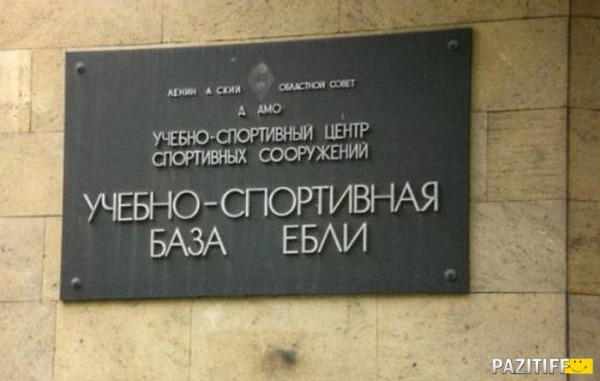 ЛЕНИН А СКИЙ ОБЛАСТНОЙ СОВЕТ
Д АМО
УЧЕБНО-СПОРТИВНЫЙ ЦЕНТР
СПОРТИВНЫХ СООРУЖЕНИЙ
УЧЕБНО-СПОРТИВНАЯ
БАЗА ЕБЛИ
PAZITIFF